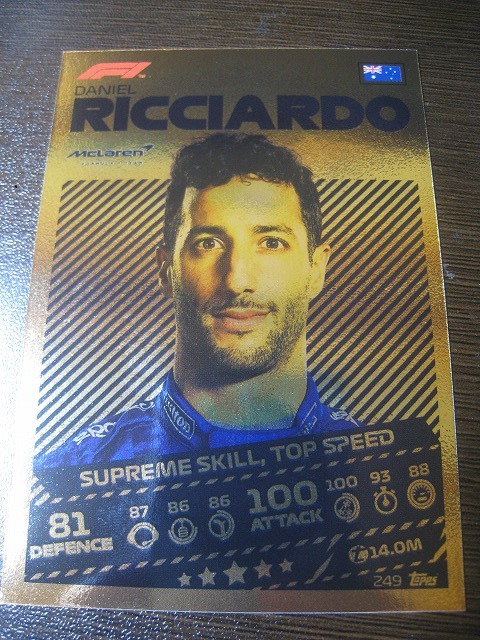 F1
DANIEL
RICCIARDO
McLaren
SUPREME SKILL, TOP SPEED
81
DEFENCE
87
86
86
100
ATTACK
100
93
88
14.0M
249 Topps